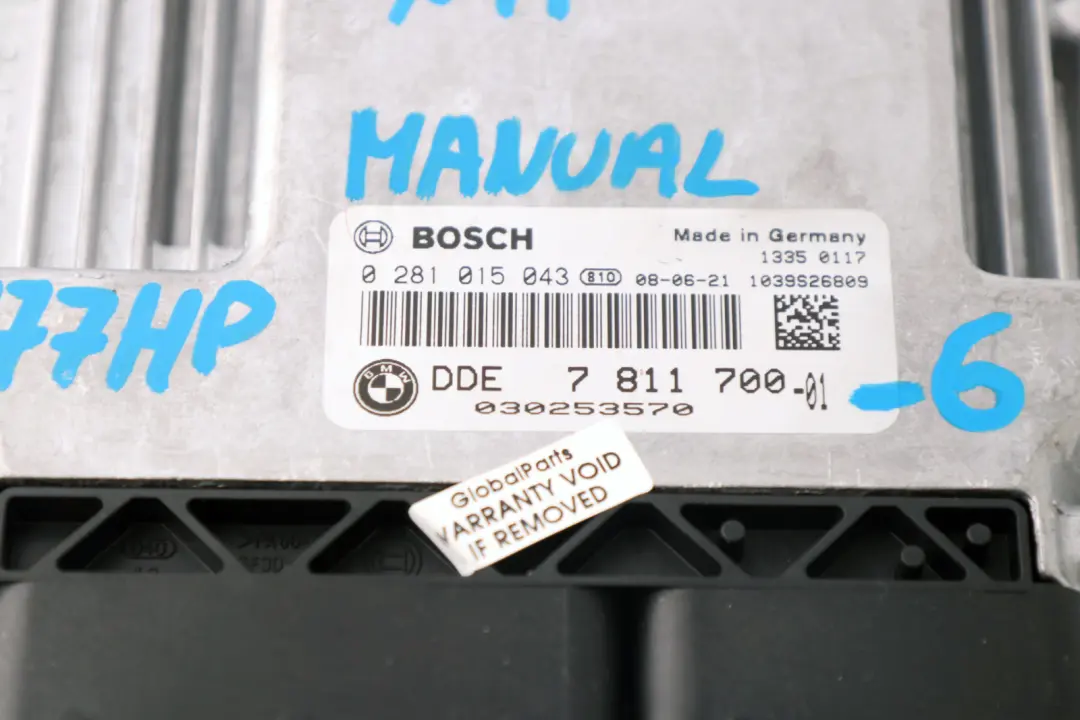 MANUAL
BOSCH
Made in Germany
1335 0117
0 281 015 043 810 08-06-21 1039S26809
77HP
BMW
DDE 7 811 700-01
-6
030253570
GlobalParts
WARRANTY VOID
IF REMOVED